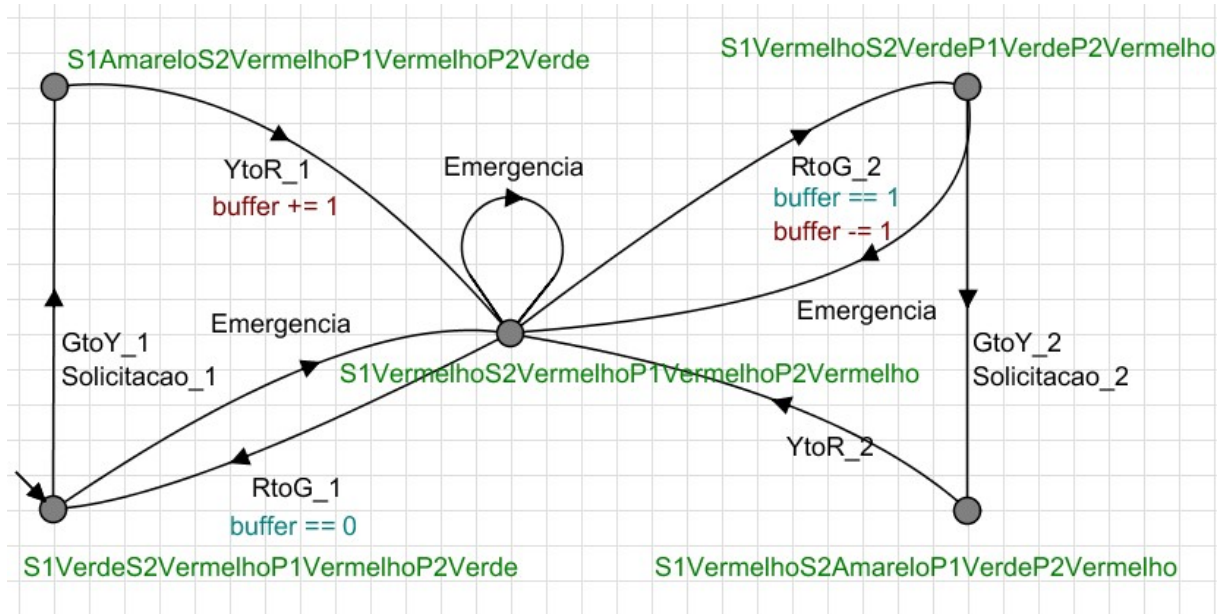 S1AmareloS2VermelhoP1VermelhoP2Verde
S1VermelhoS2VerdeP1VerdeP2Vermelho
YtoR_1
buffer += 1
Emergencia
RtoG_2
buffer == 1
buffer -= 1
Emergencia
Emergencia
GtoY_1
Solicitacao_1
S1VermelhoS2VermelhoP1VermelhoP2Vermelho
GtoY_2
Solicitacao_2
YtoR_2
RtoG_1
buffer == 0
S1VerdeS2VermelhoP1VermelhoP2Verde
S1VermelhoS2AmareloP1VerdeP2Vermelho